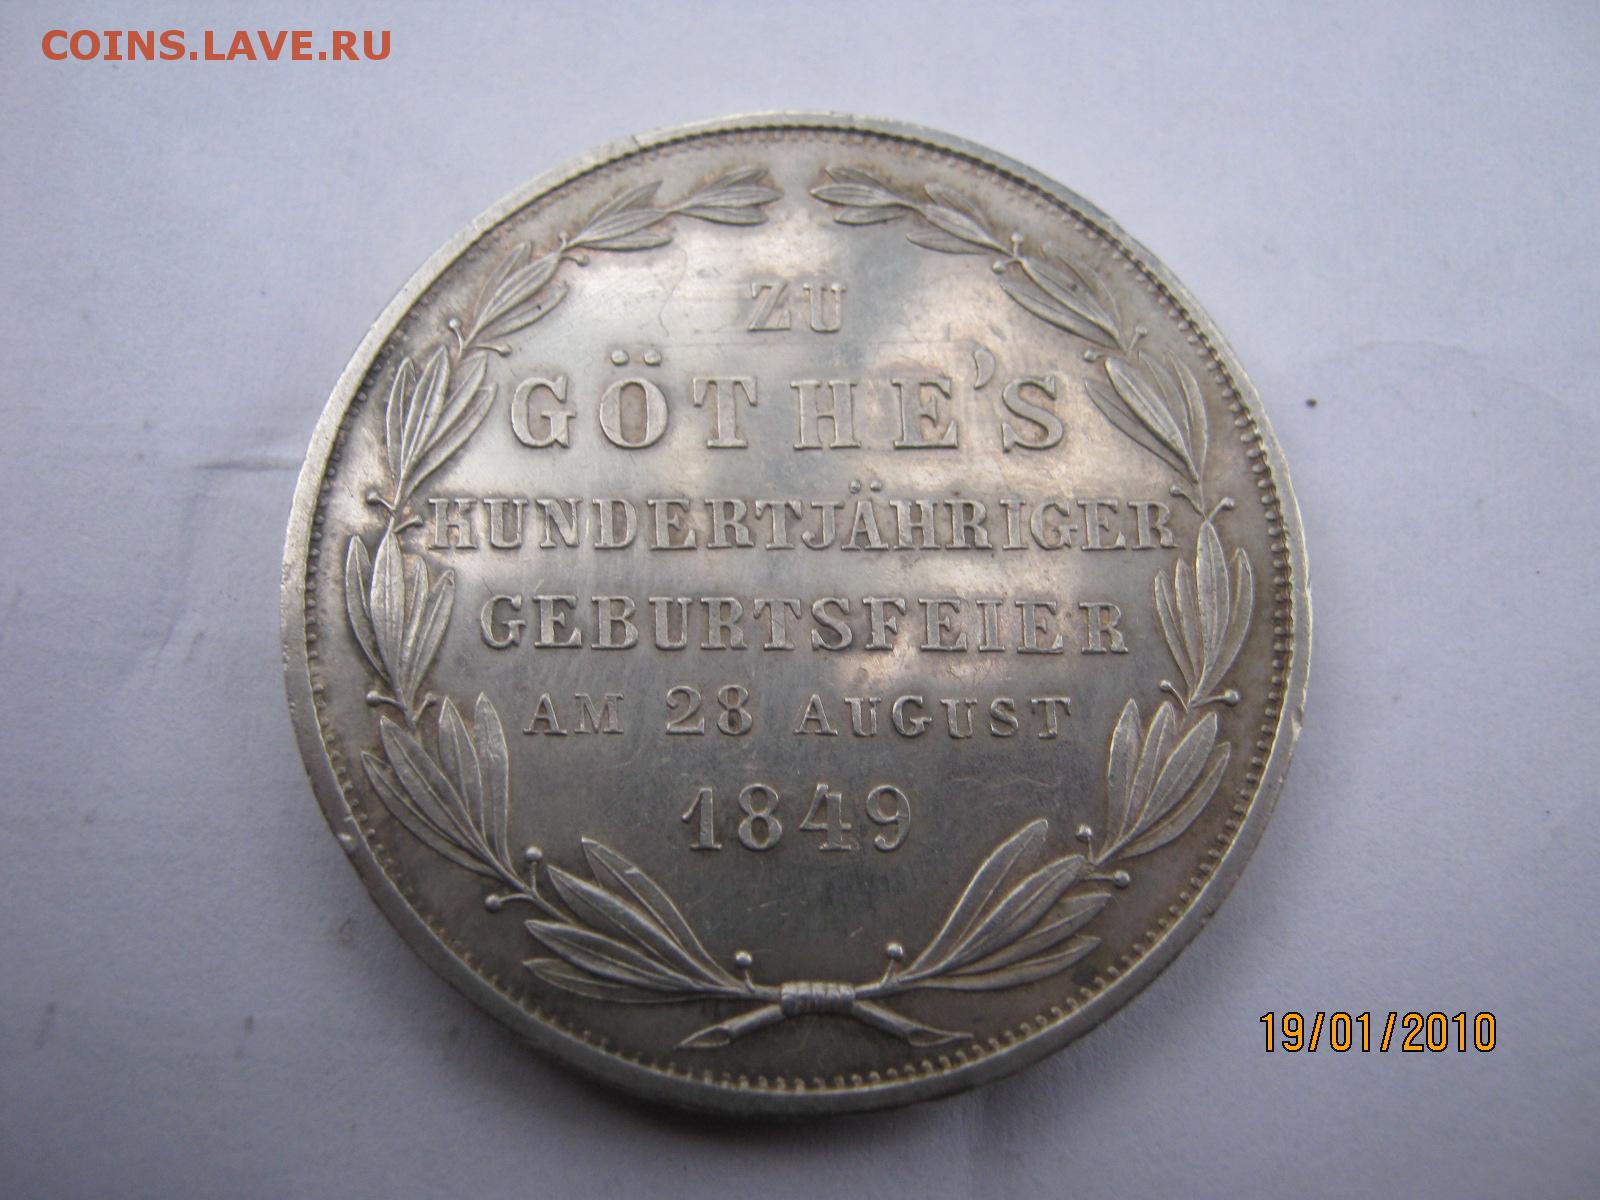 COINS.LAVE.RU
ZU
GÖTHE'S
HUNDERTJÄHRIGER
GEBURTSFEIER
AM 28 AUGUST
1849
19/01/2010